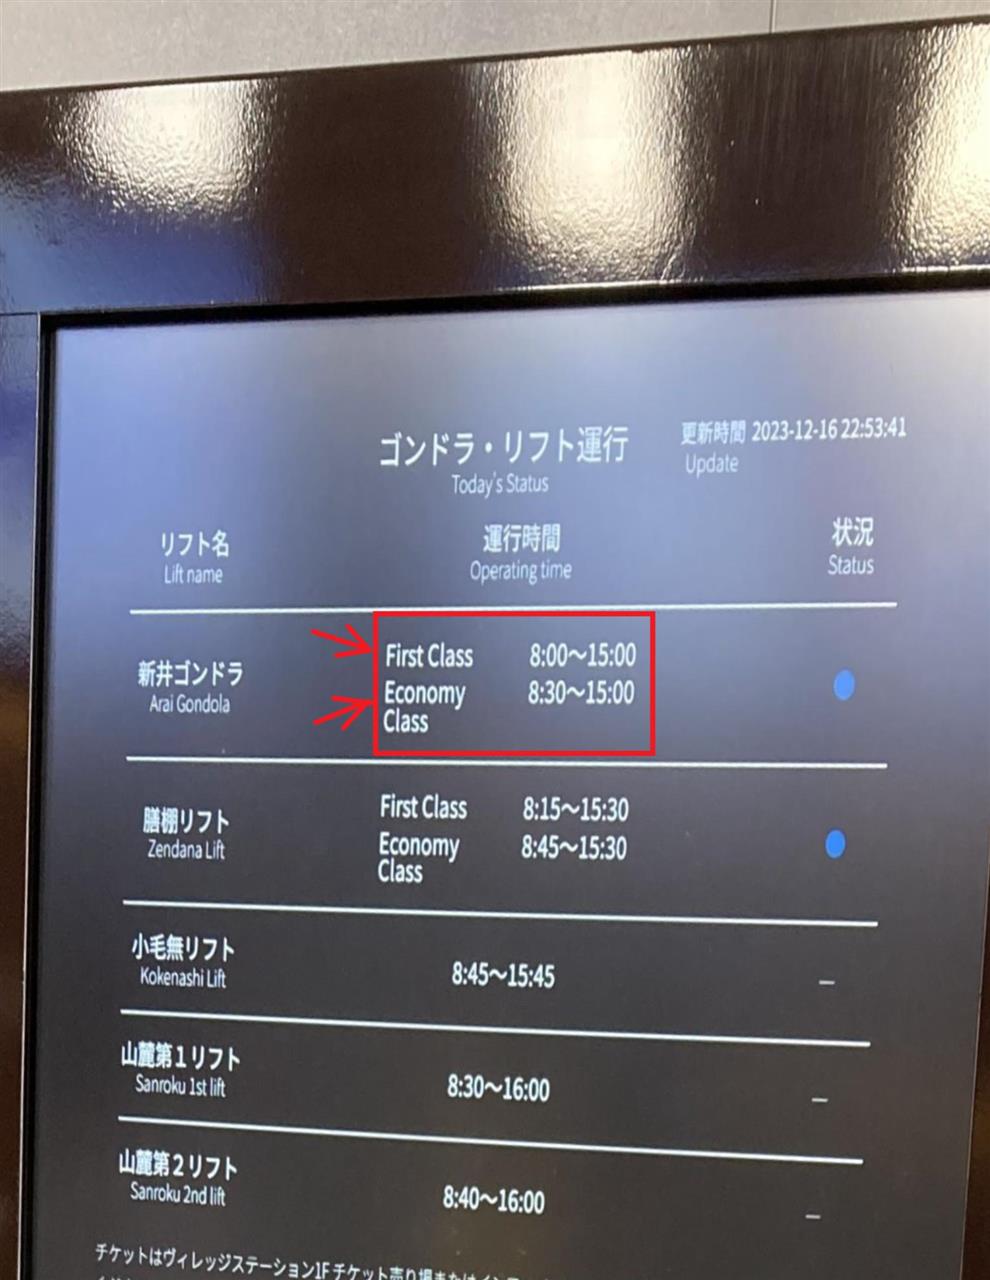 ゴンドラ・リフト運行
Today's Status
更新時間 2023-12-16 22:53:41
Update
リフト名
Lift name
運行時間
Operating time
状況
Status
新井ゴンドラ
Arai Gondola
First Class 8:00～15:00
Economy 8:30～15:00
Class
膳棚リフト
Zendana Lift
First Class 8:15～15:30
Economy 8:45～15:30
Class
小毛無リフト
Kokenashi Lift
8:45～15:45
山麓第1リフト
Sanroku 1st lift
8:30～16:00
山麓第2リフト
Sanroku 2nd lift
8:40～16:00
チケットはヴィレッジステーション1Fチケット売り場または